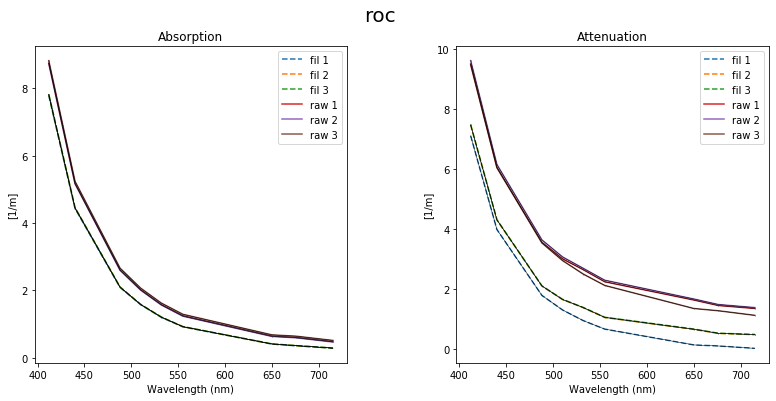 roc
Absorption
[1/m]
8
6
4
2
0
400 450 500 550 600 650 700
Wavelength (nm)
fil 1
fil 2
fil 3
raw 1
raw 2
raw 3
Attenuation
[1/m]
10
8
6
4
2
0
400 450 500 550 600 650 700
Wavelength (nm)
fil 1
fil 2
fil 3
raw 1
raw 2
raw 3